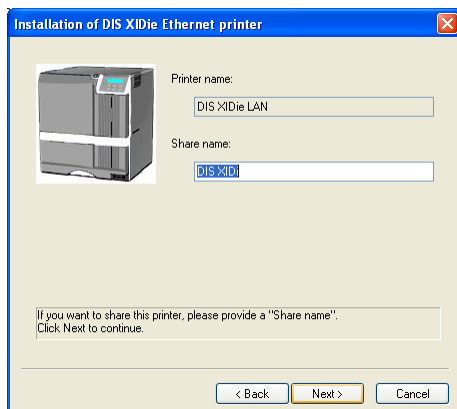 Installation of DIS XIDie Ethernet printer
Printer name:
DIS XIDie LAN
Share name:
DIS XIDi
If you want to share this printer, please provide a "Share name".
Click Next to continue.
< Back
Next >
Cancel